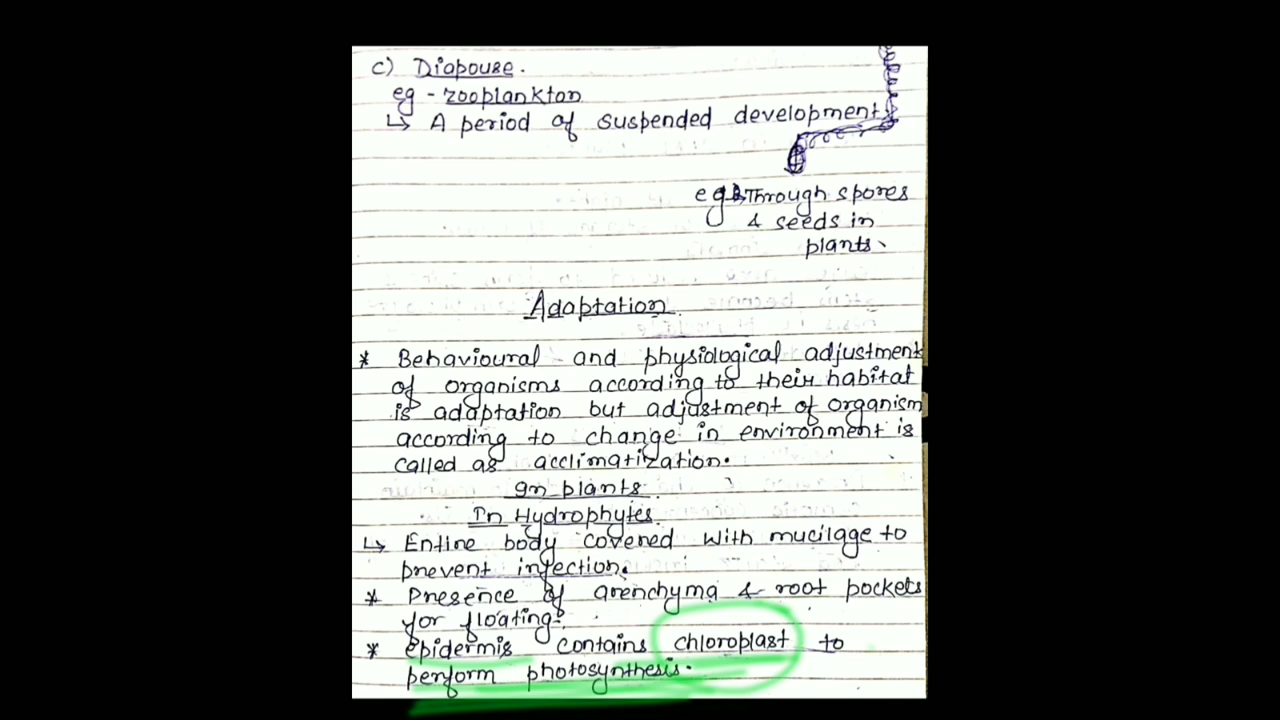 c) Diapouse.
eg - zooplankton
↳ A period of suspended development
eg → Through spores
& seeds in
plants.
Adaptation
* Behavioural and physiological adjustment
of organisms according to their habitat
is adaptation but adjustment of organism
according to change in environment is
called as acclimatization.
In plants
In Hydrophytes
↳ Entire body covered with mucilage to
prevent infection.
* Presence of arenchyma & root pockets
for floating.
* epidermis contains chloroplast to
perform photosynthesis.